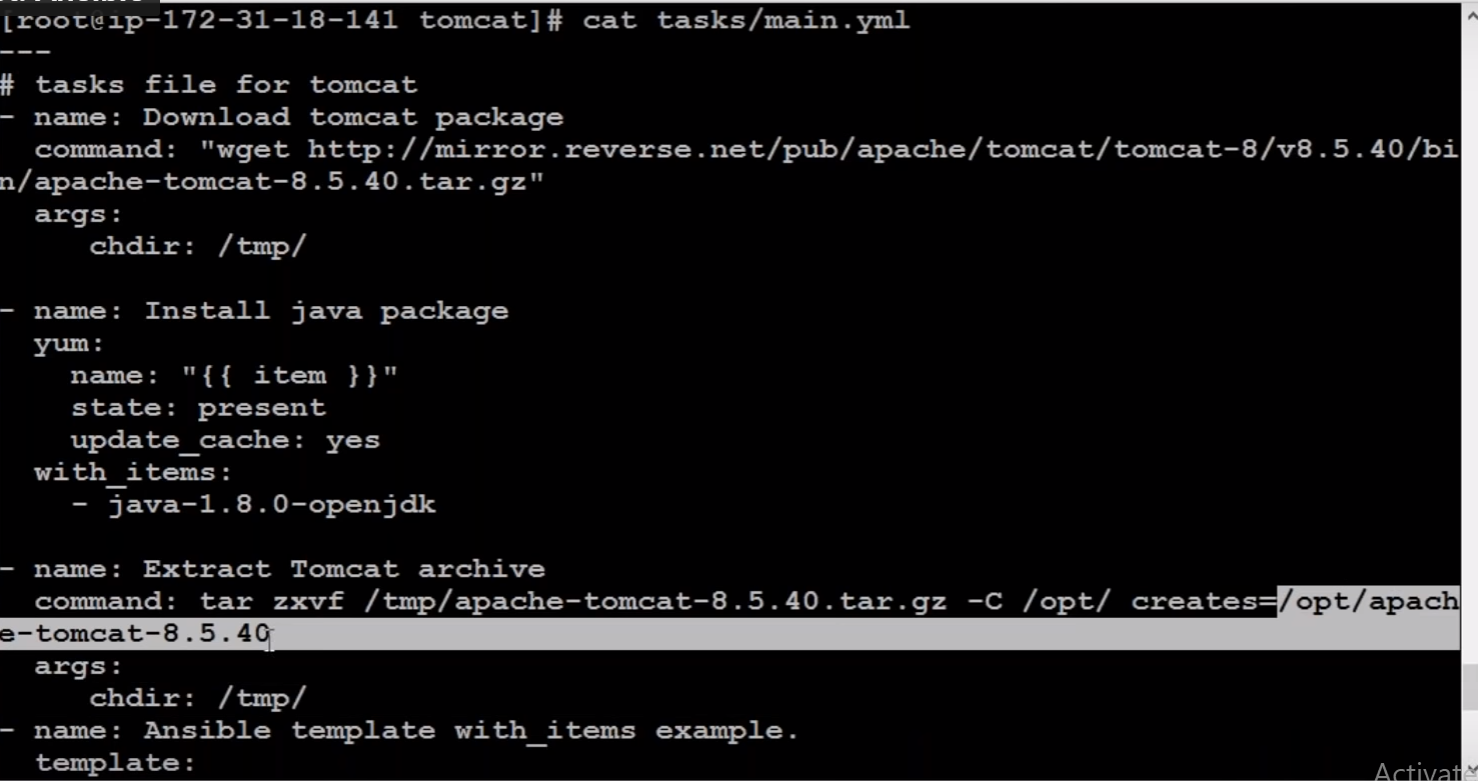 [root@ip-172-31-18-141 tomcat]# cat tasks/main.yml
---
# tasks file for tomcat
- name: Download tomcat package
  command: "wget http://mirror.reverse.net/pub/apache/tomcat/tomcat-8/v8.5.40/bi
n/apache-tomcat-8.5.40.tar.gz"
  args:
     chdir: /tmp/

- name: Install java package
  yum:
    name: "{{ item }}"
    state: present
    update_cache: yes
  with_items:
    - java-1.8.0-openjdk

- name: Extract Tomcat archive
  command: tar zxvf /tmp/apache-tomcat-8.5.40.tar.gz -C /opt/ creates=/opt/apach
e-tomcat-8.5.40
  args:
     chdir: /tmp/
- name: Ansible template with_items example.
  template:
Activate